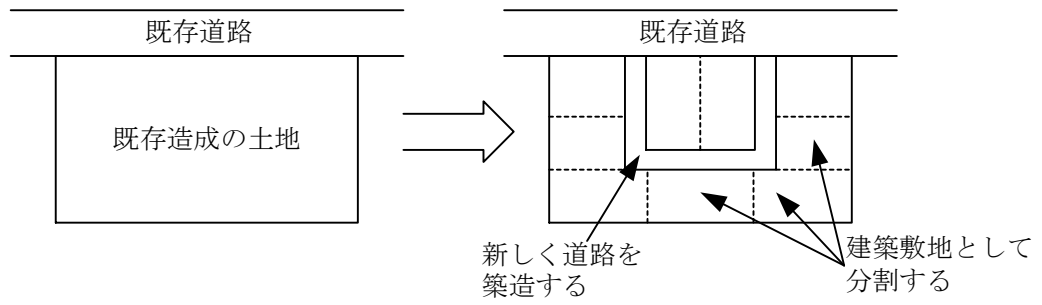 既存道路
既存道路
既存造成の土地
新しく道路を
築造する
建築敷地として
分割する